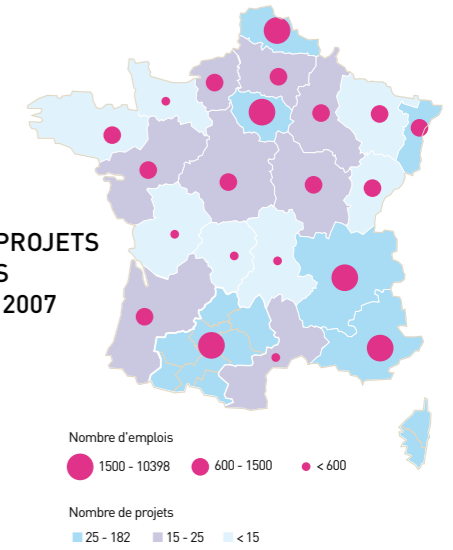 PROJETS
S
2007
Nombre d'emplois
1500 - 10398 600 - 1500 < 600
Nombre de projets
25 - 182 15 - 25 < 15